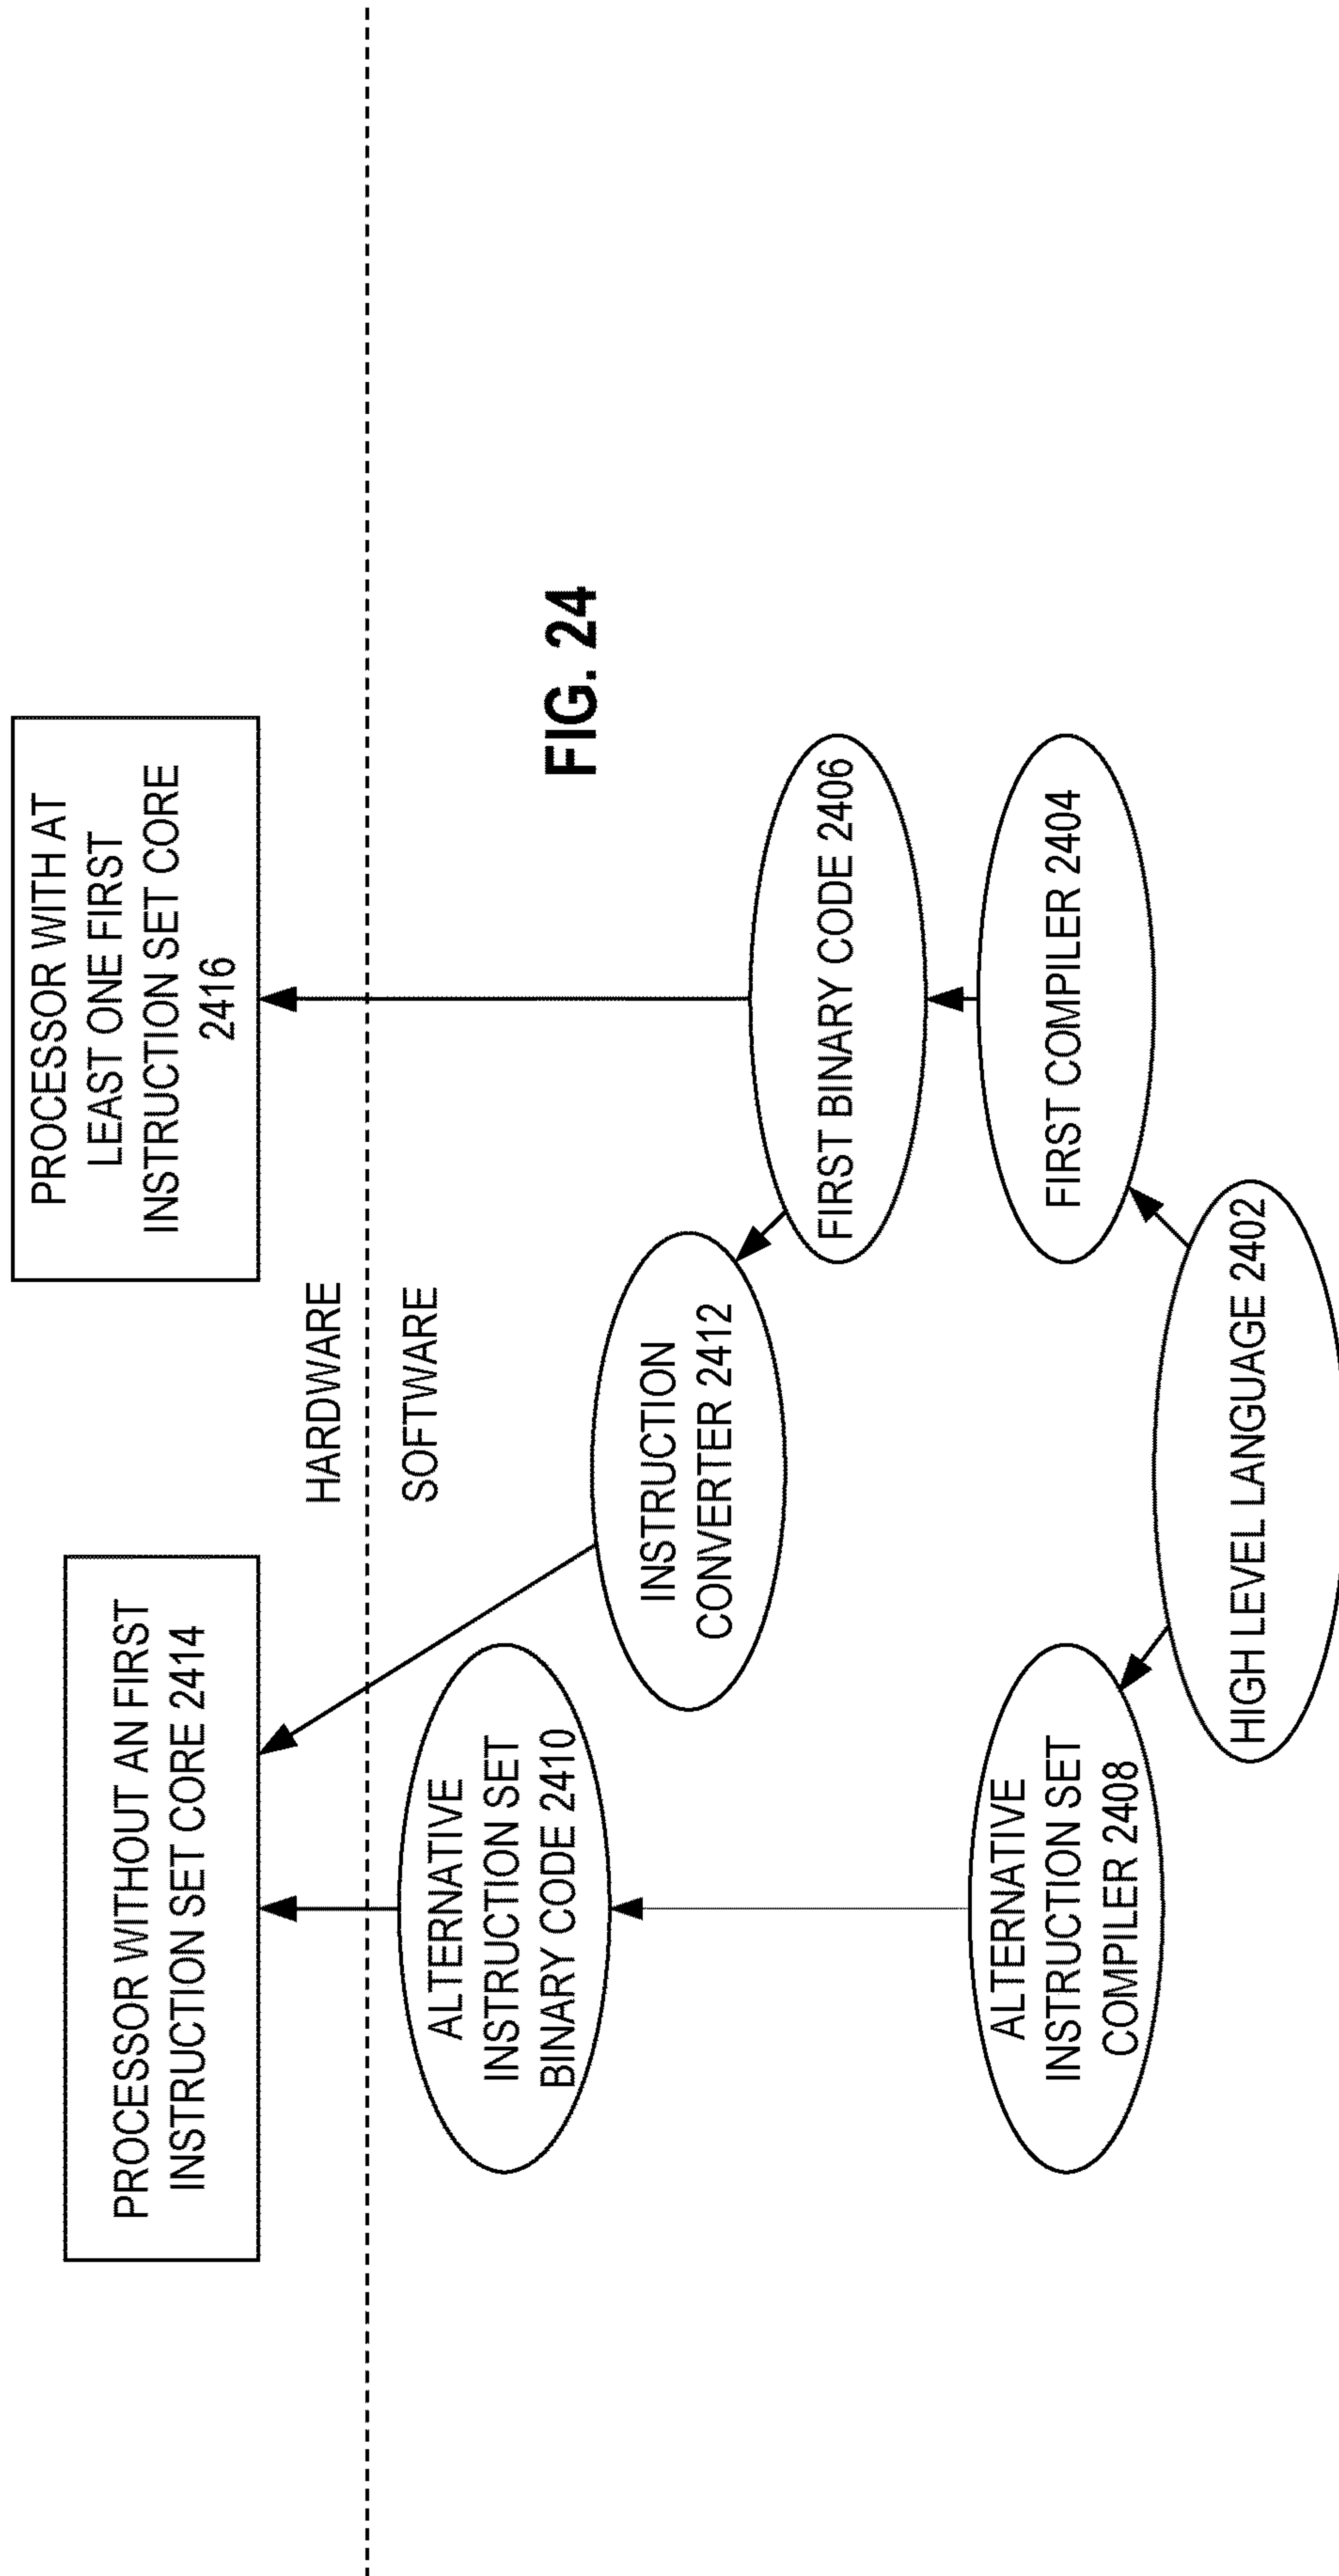 PROCESSOR WITHOUT AN FIRST
INSTRUCTION SET CORE 2414
PROCESSOR WITH AT
LEAST ONE FIRST
INSTRUCTION SET CORE
2416
HARDWARE
SOFTWARE
ALTERNATIVE
INSTRUCTION SET
BINARY CODE 2410
INSTRUCTION
CONVERTER 2412
FIG. 24
FIRST BINARY CODE 2406
ALTERNATIVE
INSTRUCTION SET
COMPILER 2408
FIRST COMPILER 2404
HIGH LEVEL LANGUAGE 2402